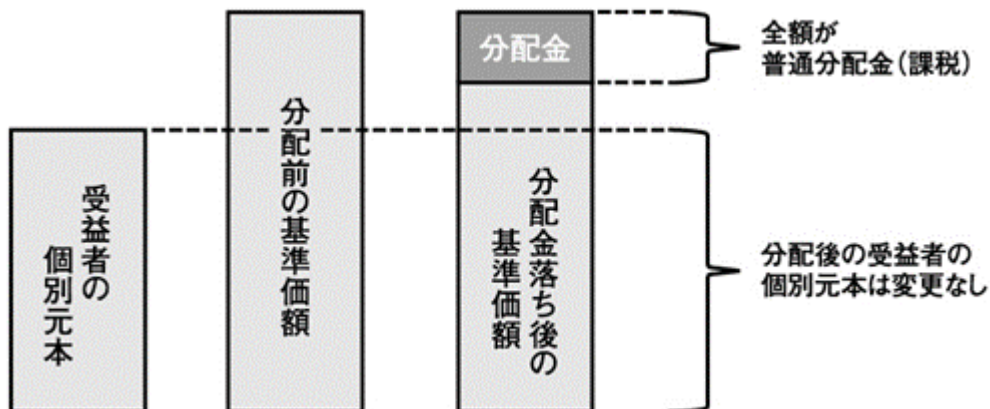 受益者の
個別元本
分配前の基準価額
分配金
分配金落ち後の
基準価額
全額が
普通分配金(課税)
分配後の受益者の
個別元本は変更なし